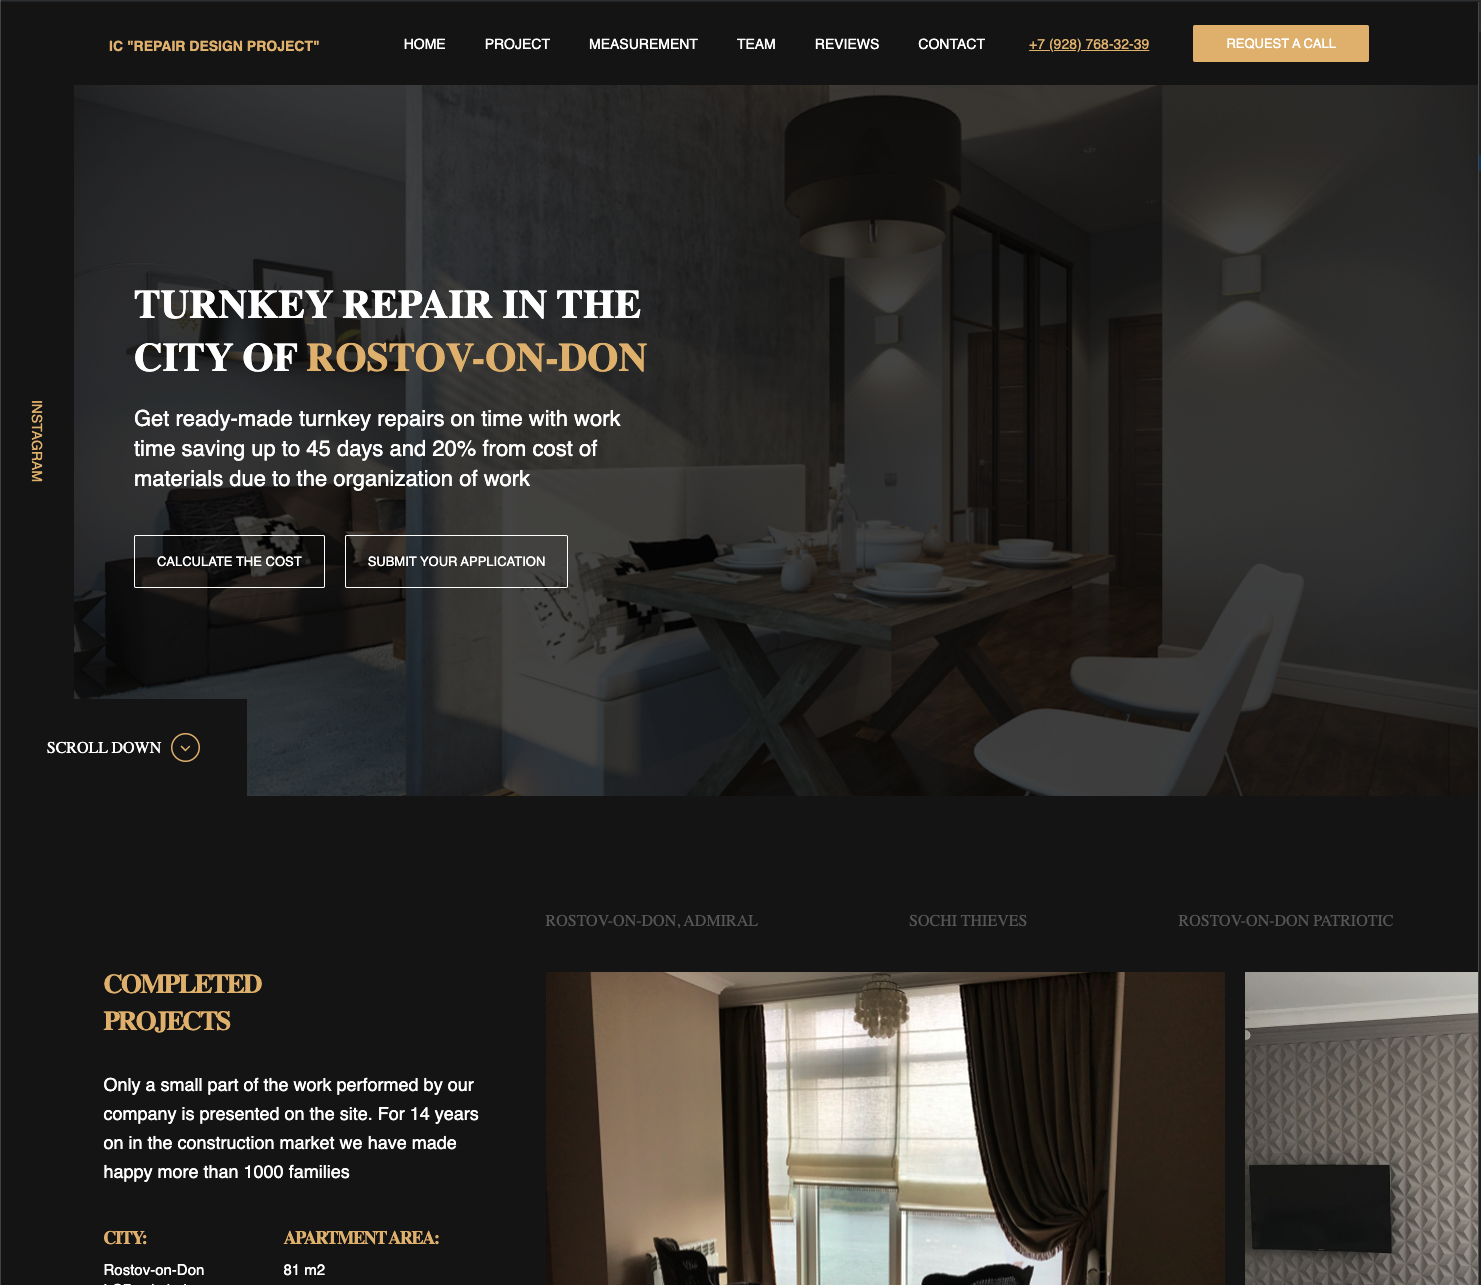 IC "REPAIR DESIGN PROJECT"
HOME
PROJECT
MEASUREMENT
TEAM
REVIEWS
CONTACT
+7 (928) 768-32-39
REQUEST A CALL
TURNKEY REPAIR IN THE
CITY OF ROSTOV-ON-DON
Get ready-made turnkey repairs on time with work
time saving up to 45 days and 20% from cost of
materials due to the organization of work
CALCULATE THE COST
SUBMIT YOUR APPLICATION
INSTAGRAM
SCROLL DOWN
ROSTOV-ON-DON, ADMIRAL
SOCHI THIEVES
ROSTOV-ON-DON PATRIOTIC
COMPLETED
PROJECTS
Only a small part of the work performed by our
company is presented on the site. For 14 years
on in the construction market we have made
happy more than 1000 families
CITY:
APARTMENT AREA:
Rostov-on-Don
81 m2